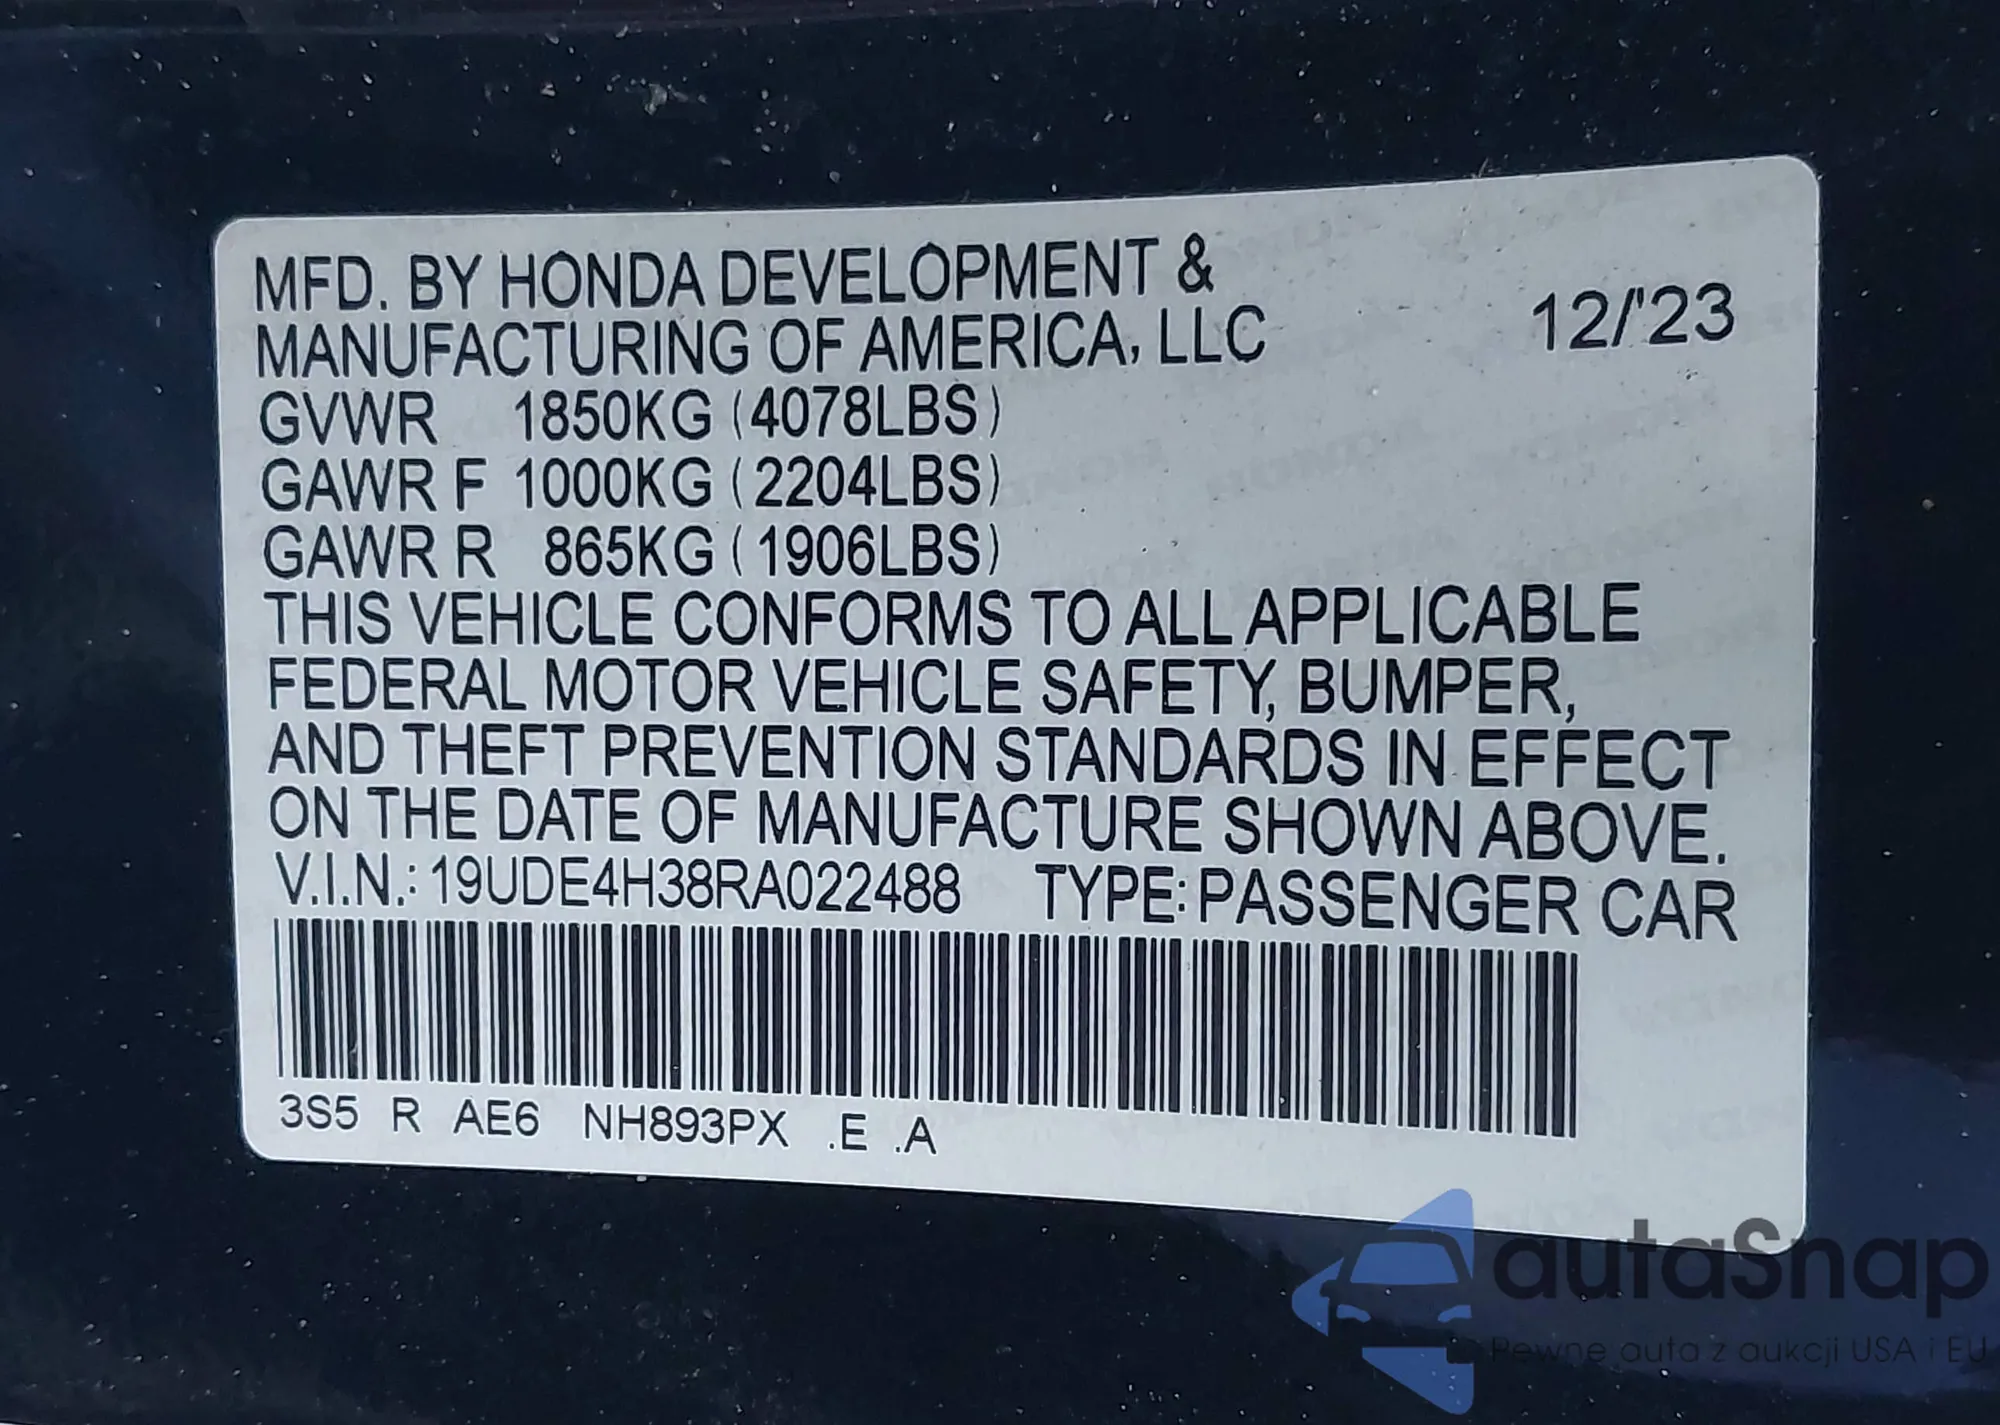 MFD. BY HONDA DEVELOPMENT &
MANUFACTURING OF AMERICA, LLC
12/'23
GVWR 1850KG (4078LBS)
GAWR F 1000KG (2204LBS)
GAWR R 865KG (1906LBS)
THIS VEHICLE CONFORMS TO ALL APPLICABLE
FEDERAL MOTOR VEHICLE SAFETY, BUMPER,
AND THEFT PREVENTION STANDARDS IN EFFECT
ON THE DATE OF MANUFACTURE SHOWN ABOVE.
V.I.N.: 19UDE4H38RA022488 TYPE: PASSENGER CAR
3S5 R AE6 NH893PX .E .A
autaSnap
Pewne auta z aukcji USA i EU